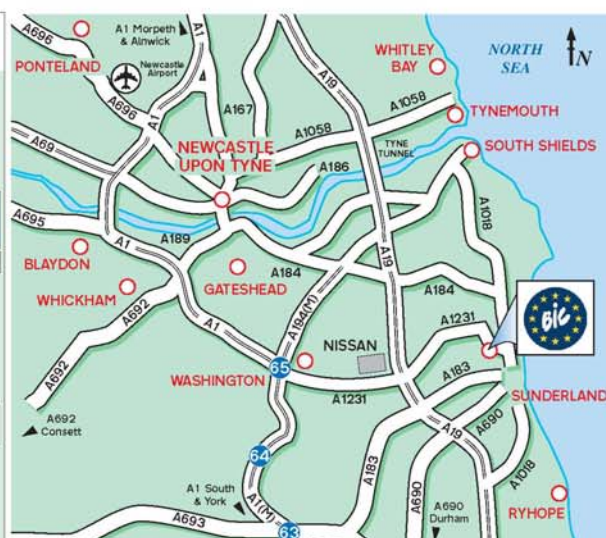 A696
A1 Morpeth
& Alnwick
A1
WHITLEY
BAY
NORTH
SEA
N
PONTELAND
Newcastle
Airport
A19
A696
A167
A1058
TYNEMOUTH
A69
A1
A1058
TYNE
TUNNEL
SOUTH SHIELDS
NEWCASTLE
UPON TYNE
A186
A695
A1
A189
A1018
BLAYDON
GATESHEAD
A184
A19
WHICKHAM
A692
A1
A194(M)
A184
BIC
A1231
NISSAN
65
WASHINGTON
A1231
A183
SUNDERLAND
A692
A692
Consett
A19
A690
64
A183
A1018
A1 South
& York
A1(M)
A690
A690
Durham
RYHOPE
A693
63